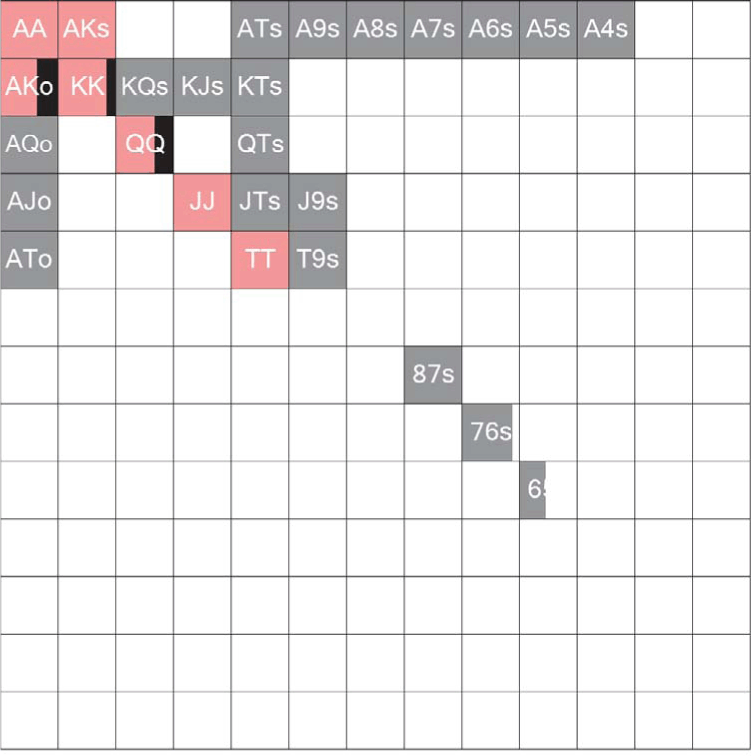 AA AKs ATs A9s A8s A7s A6s A5s A4s
AKo KK KQs KJs KTs
AQo QQ QTs
AJo JJ JTs J9s
ATo TT T9s
87s
76s
65